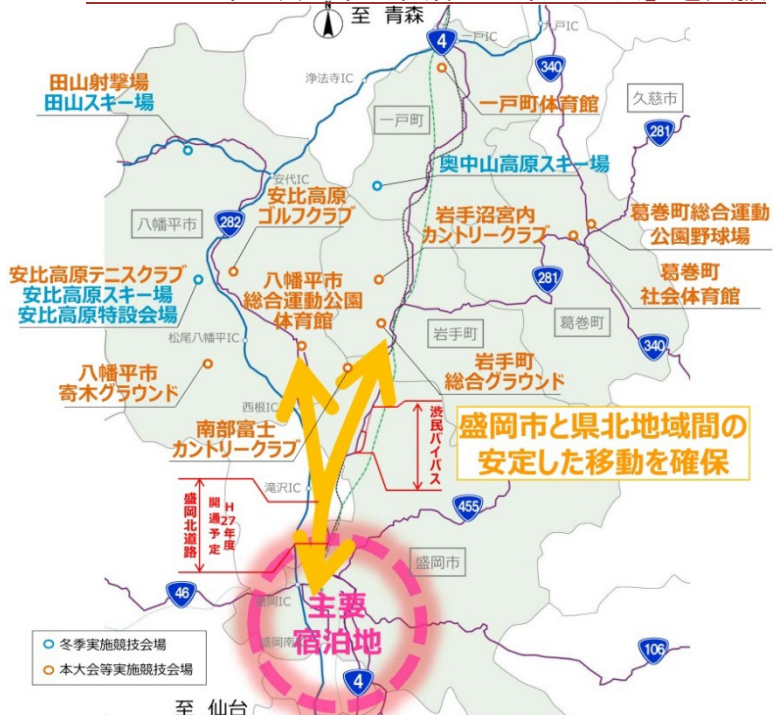 至 青森
4
一戸IC
八戸IC
浄法寺IC
340
田山射撃場
田山スキー場
一戸町体育館
久慈市
一戸町
281
奥中山高原スキー場
安代IC
安比高原
ゴルフクラブ
岩手沼宮内
カントリークラブ
葛巻町総合運動
公園野球場
八幡平市
282
安比高原テニスクラブ
安比高原スキー場
安比高原特設会場
八幡平市
総合運動公園
体育館
281
葛巻町
社会体育館
松尾八幡平IC
岩手町
葛巻町
340
八幡平市
寄木グラウンド
岩手町
総合グラウンド
西根IC
南部富士
カントリークラブ
渋民バイパス
盛岡市と県北地域間の
安定した移動を確保
滝沢IC
盛岡北道路
H27年度
開通予定
455
盛岡市
46
盛岡IC
主要
宿泊地
盛岡南
106
冬季実施競技会場
本大会等実施競技会場
4
至 仙台